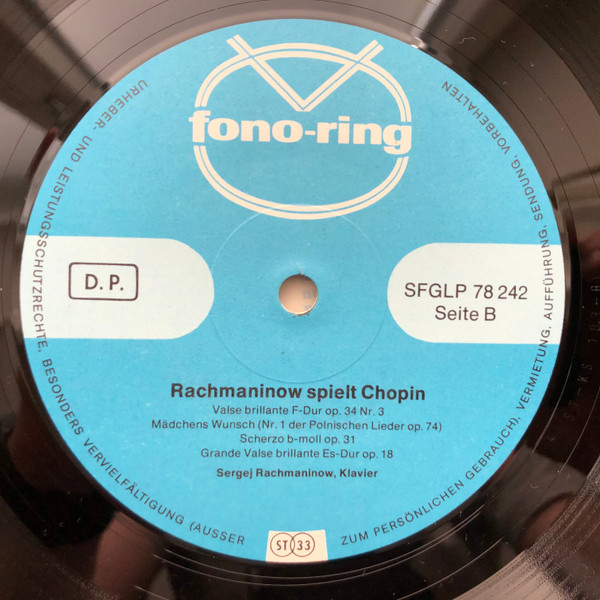 fono-ring
D.P.
SFGLP 78 242
Seite B
Rachmaninow spielt Chopin
Valse brillante F-Dur op. 34 Nr. 3
Mädchens Wunsch (Nr. 1 der Polnischen Lieder op. 74)
Scherzo b-moll op. 31
Grande Valse brillante Es-Dur op. 18
Sergej Rachmaninow, Klavier
ST 33
URHEBER- UND LEISTUNGSSCHUTZRECHTE, BESONDERS VERVIELFÄLTIGUNG (AUSSER ZUM PERSÖNLICHEN GEBRAUCH), VERMIETUNG, AUFFÜHRUNG, SENDUNG, VORBEHALTEN